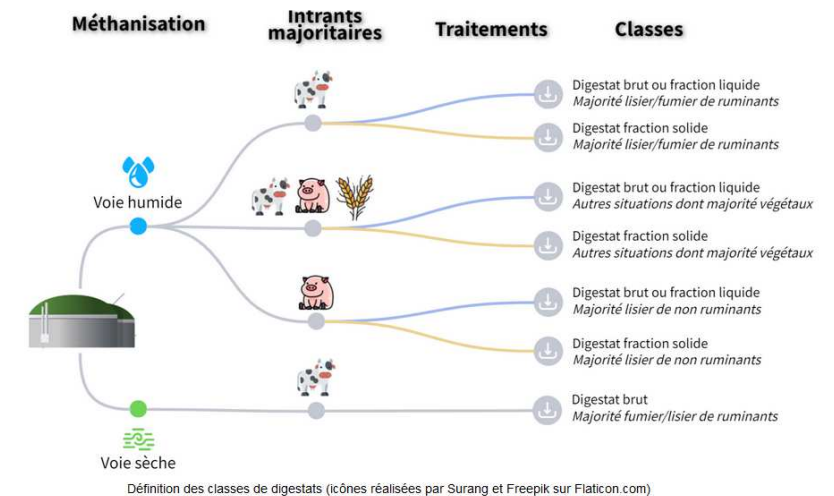 Méthanisation
Intrants
majoritaires
Traitements
Classes
Digestat brut ou fraction liquide
Majorité lisier/fumier de ruminants
Digestat fraction solide
Majorité lisier/fumier de ruminants
Voie humide
Digestat brut ou fraction liquide
Autres situations dont majorité végétaux
Digestat fraction solide
Autres situations dont majorité végétaux
Digestat brut ou fraction liquide
Majorité lisier de non ruminants
Digestat fraction solide
Majorité lisier de non ruminants
Digestat brut
Majorité fumier/lisier de ruminants
Voie sèche
Définition des classes de digestats (icônes réalisées par Surang et Freepik sur Flaticon.com)